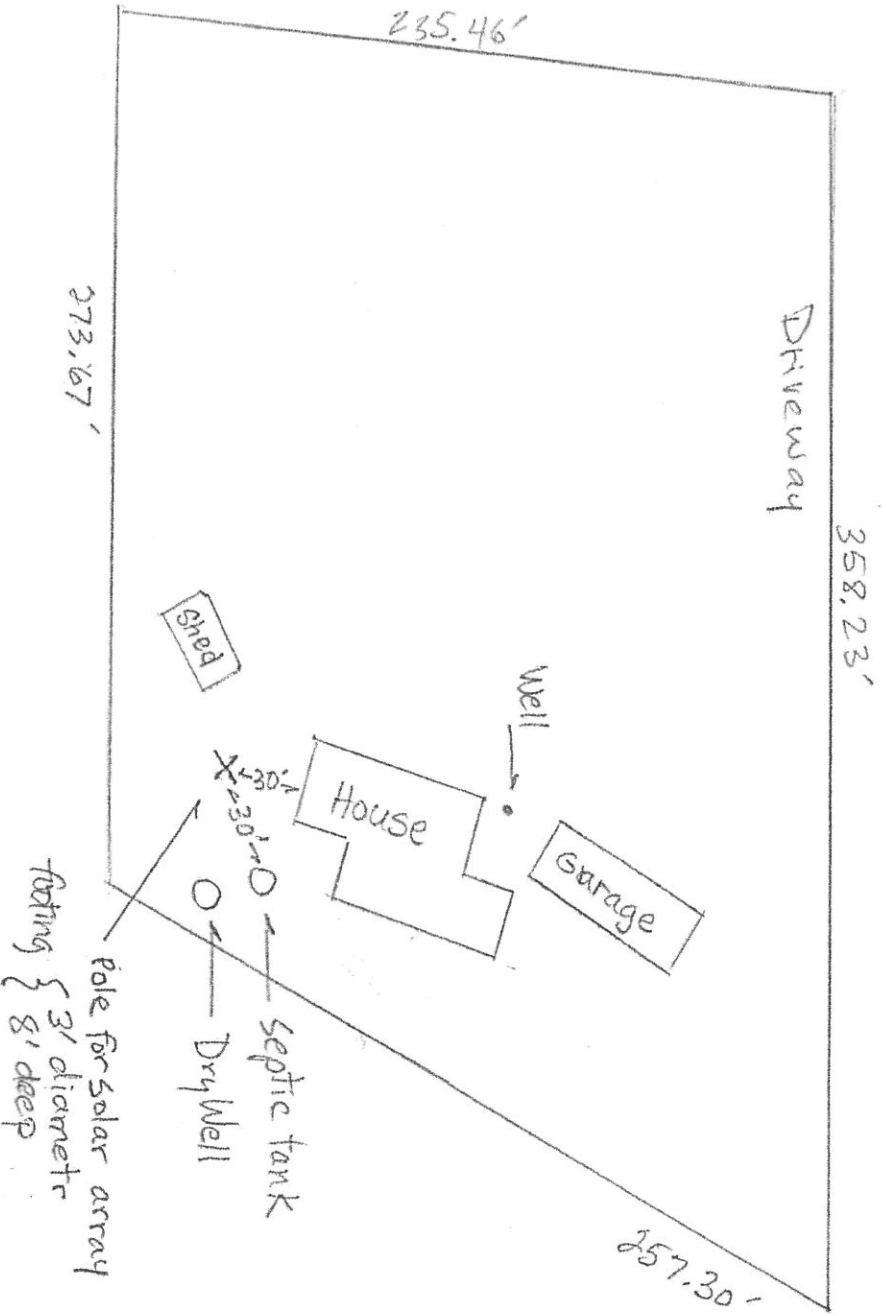 235.46'
358.23'
Driveway
273.67'
Shed
Well
Garage
House
X
30'
30'
Septic tank
Dry Well
Pole for solar array
footing { 3' diametr
8' deep
257.30'